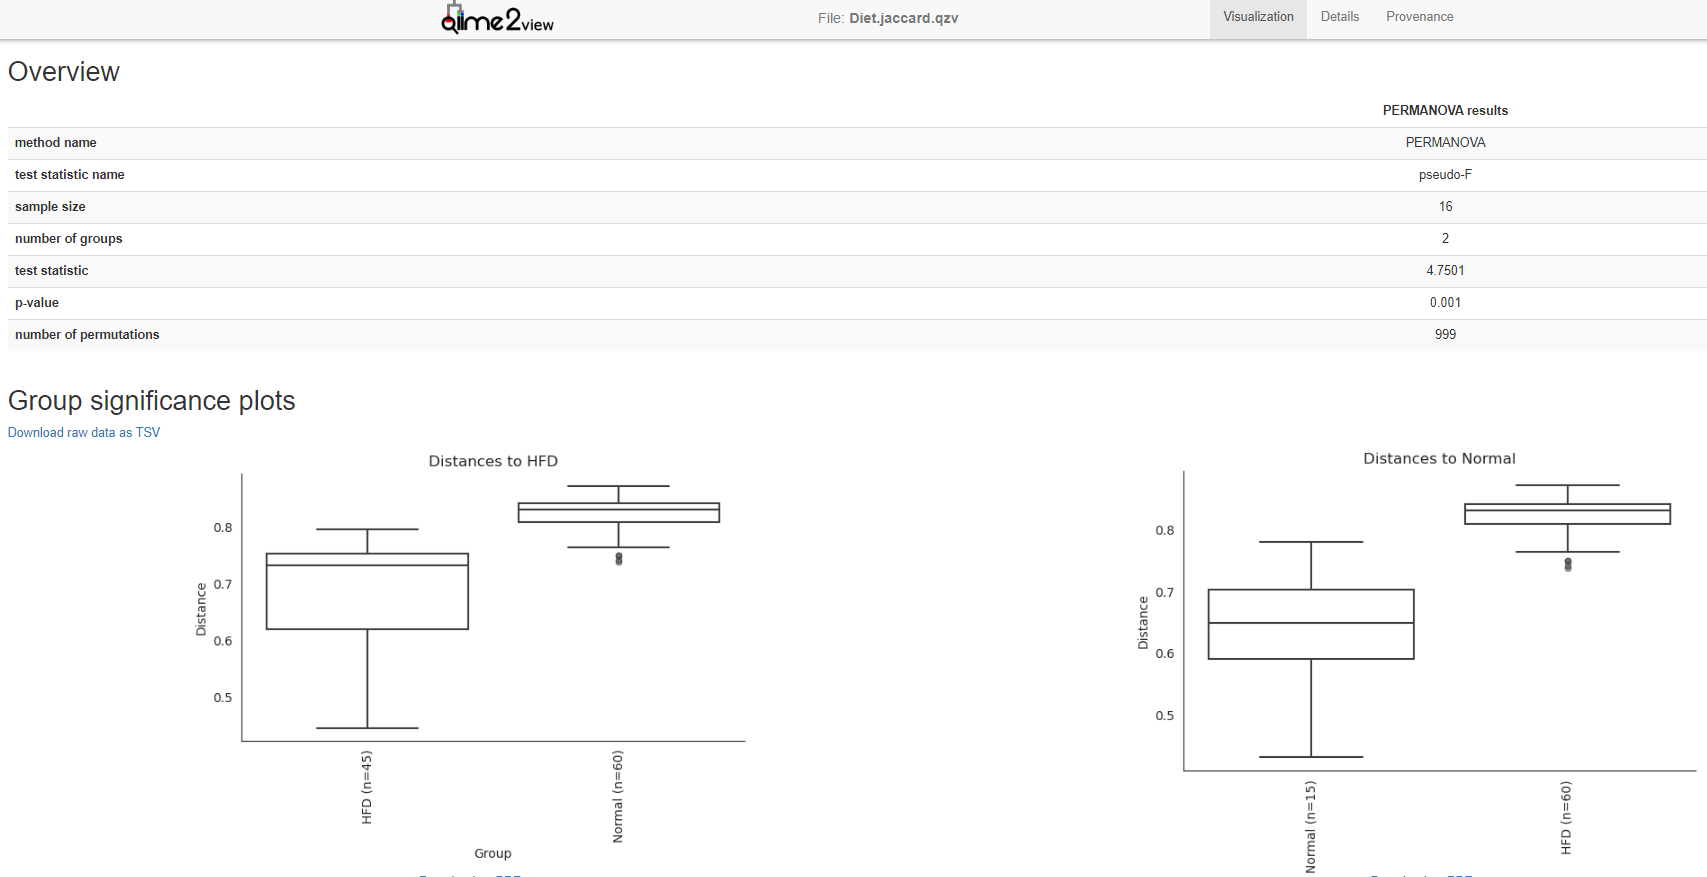 qiime2view
File: Diet.jaccard.qzv
Visualization Details Provenance
Overview
PERMANOVA results
method name PERMANOVA
test statistic name pseudo-F
sample size 16
number of groups 2
test statistic 4.7501
p-value 0.001
number of permutations 999
Group significance plots
Download raw data as TSV
Distances to HFD
Distance
0.8
0.7
0.6
0.5
HFD (n=45)
Normal (n=60)
Group
Distances to Normal
Distance
0.8
0.7
0.6
0.5
Normal (n=15)
HFD (n=60)